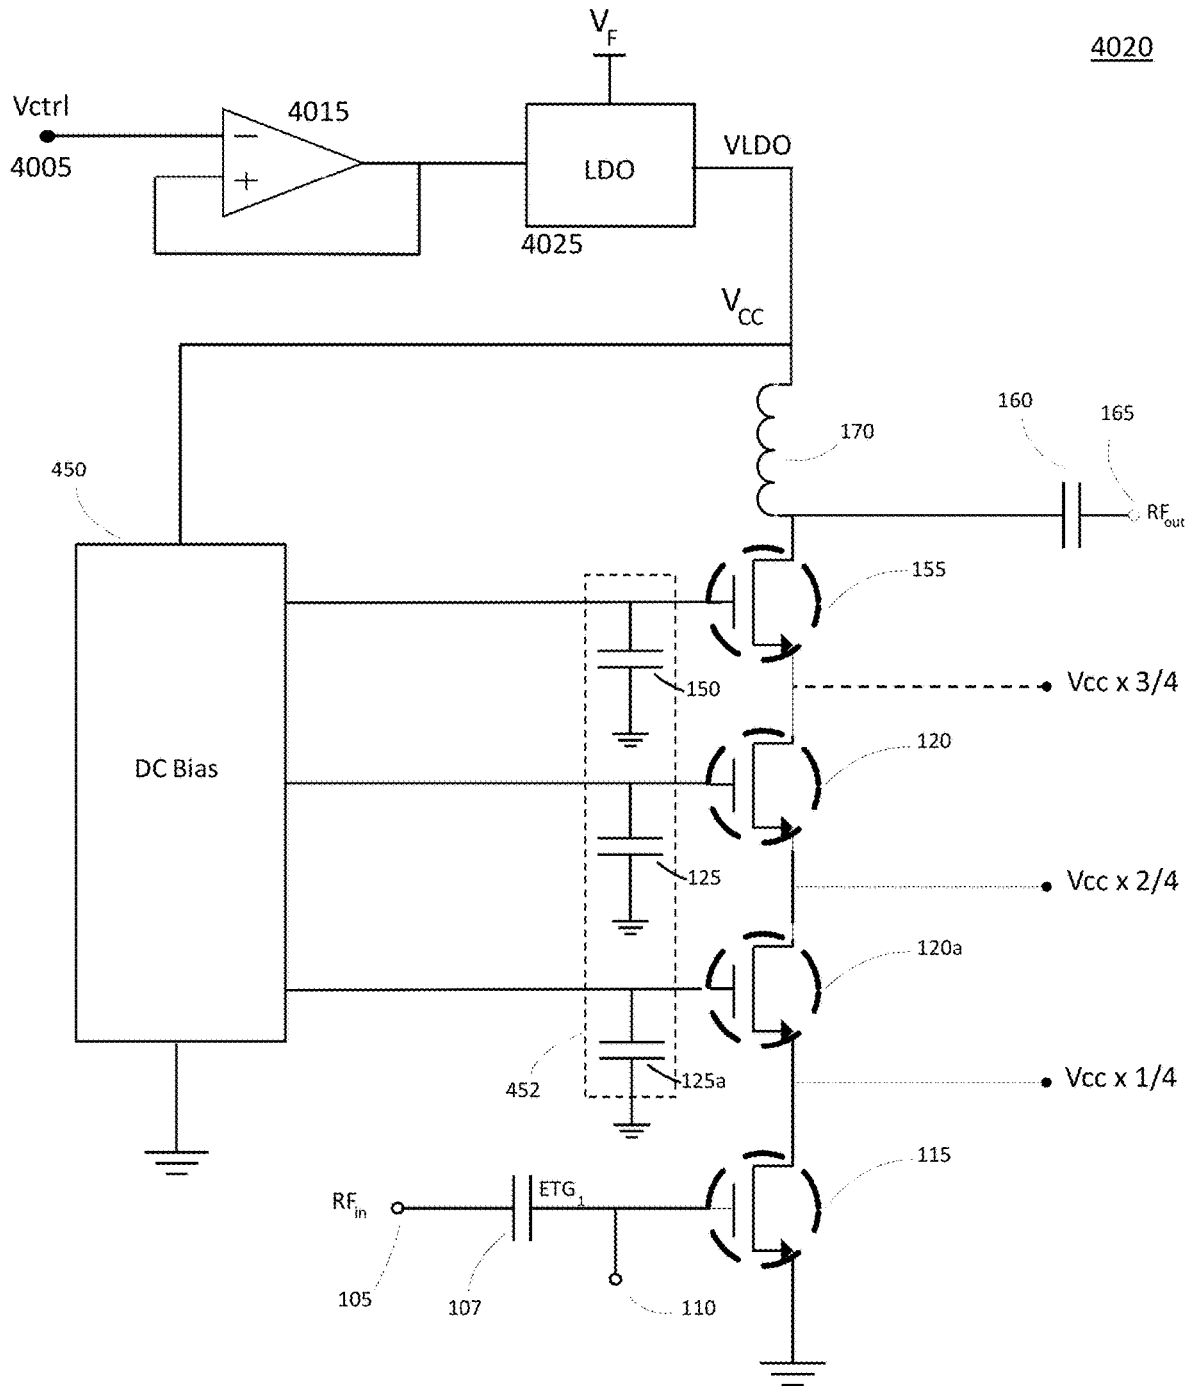 V_F
4020
Vctrl
4005
4015
−
+
LDO
4025
VLDO
V_CC
170
160
165
RF_out
450
155
150
Vcc x 3/4
DC Bias
120
125
Vcc x 2/4
120a
125a
452
Vcc x 1/4
115
RF_in
ETG_1
105
107
110